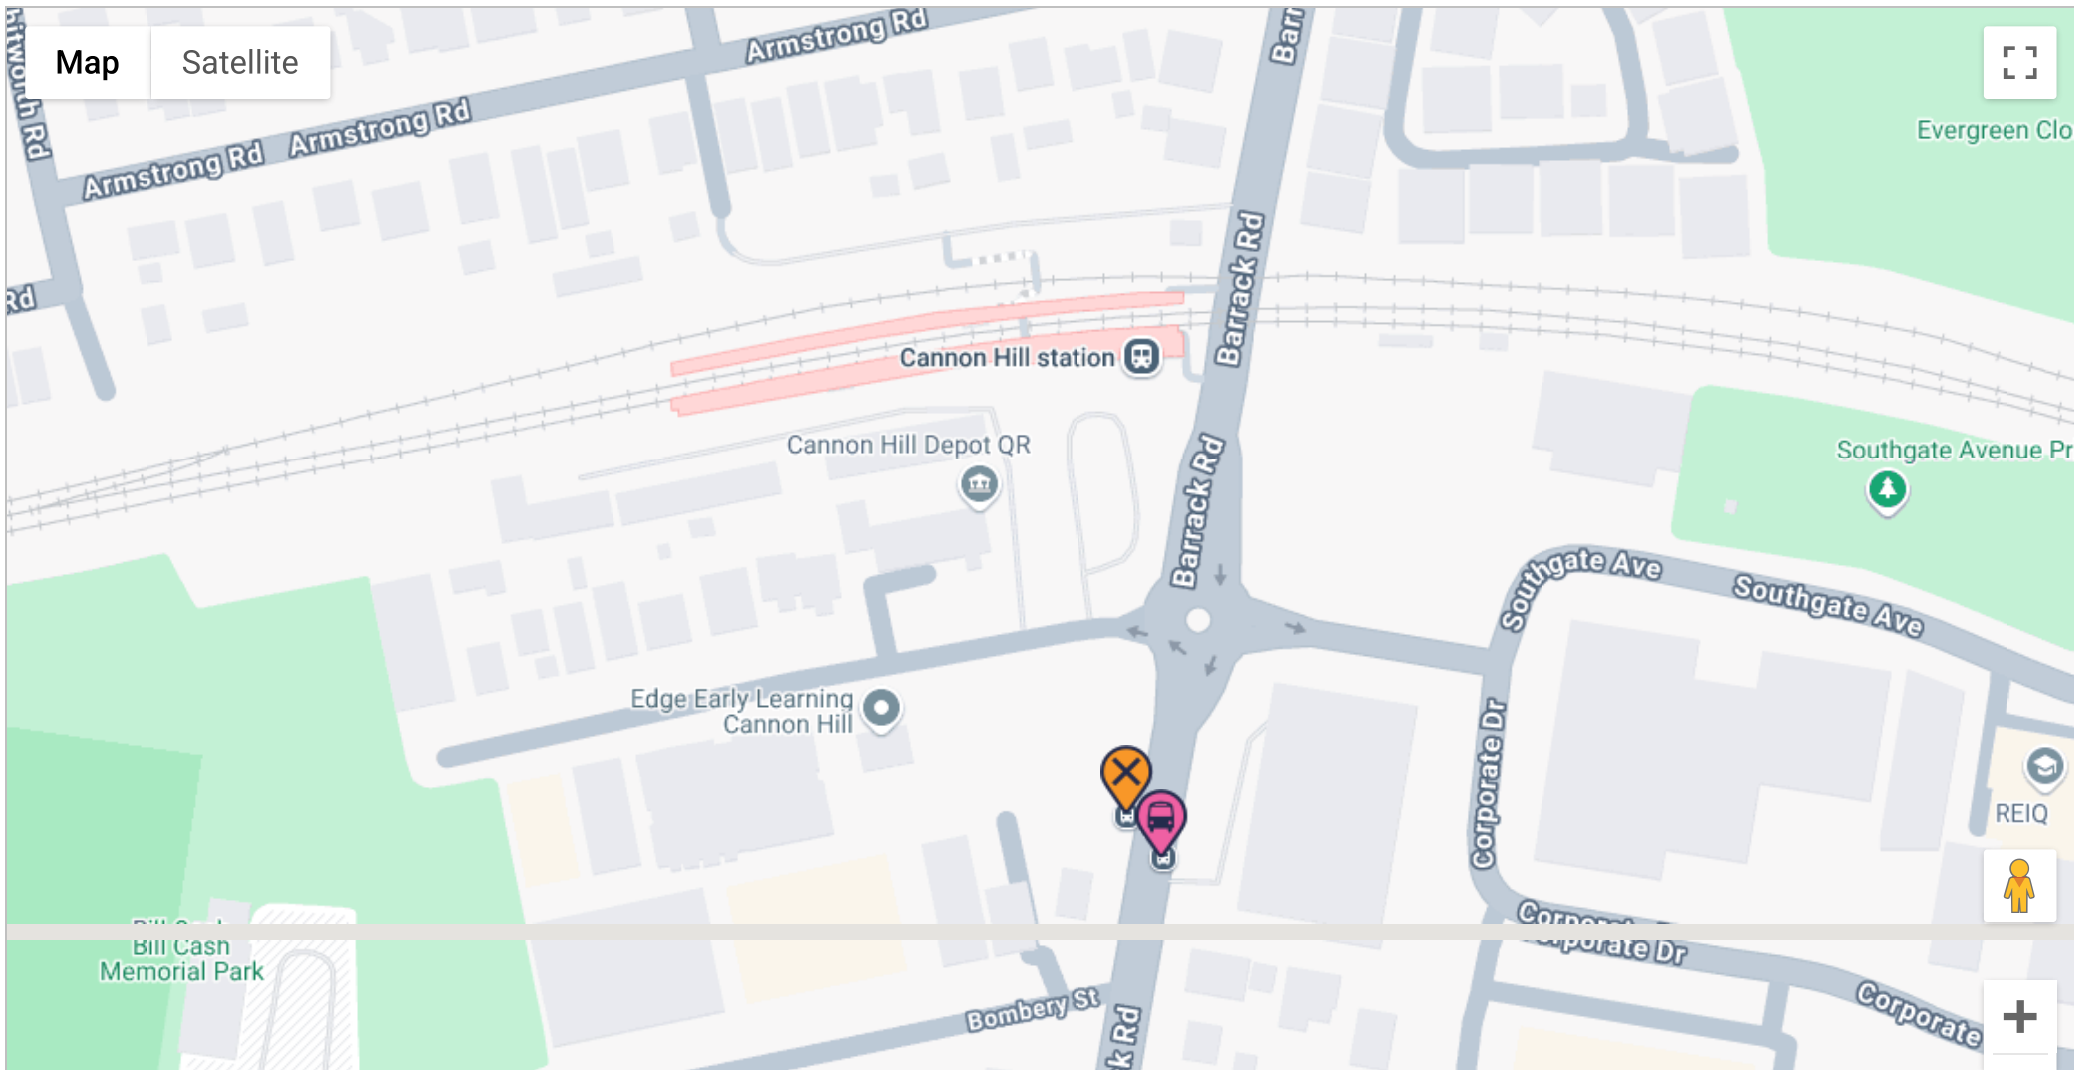 Map
Satellite
Armstrong Rd
Armstrong Rd
Armstrong Rd
Rd
Barrack Rd
Evergreen Clo
Cannon Hill station
Cannon Hill Depot QR
Barrack Rd
Southgate Avenue Pr
Southgate Ave
Southgate Ave
Edge Early Learning
Cannon Hill
Corporate Dr
REIQ
Bill Cash
Memorial Park
Corporate Dr
Corporate
Bombery St
k Rd